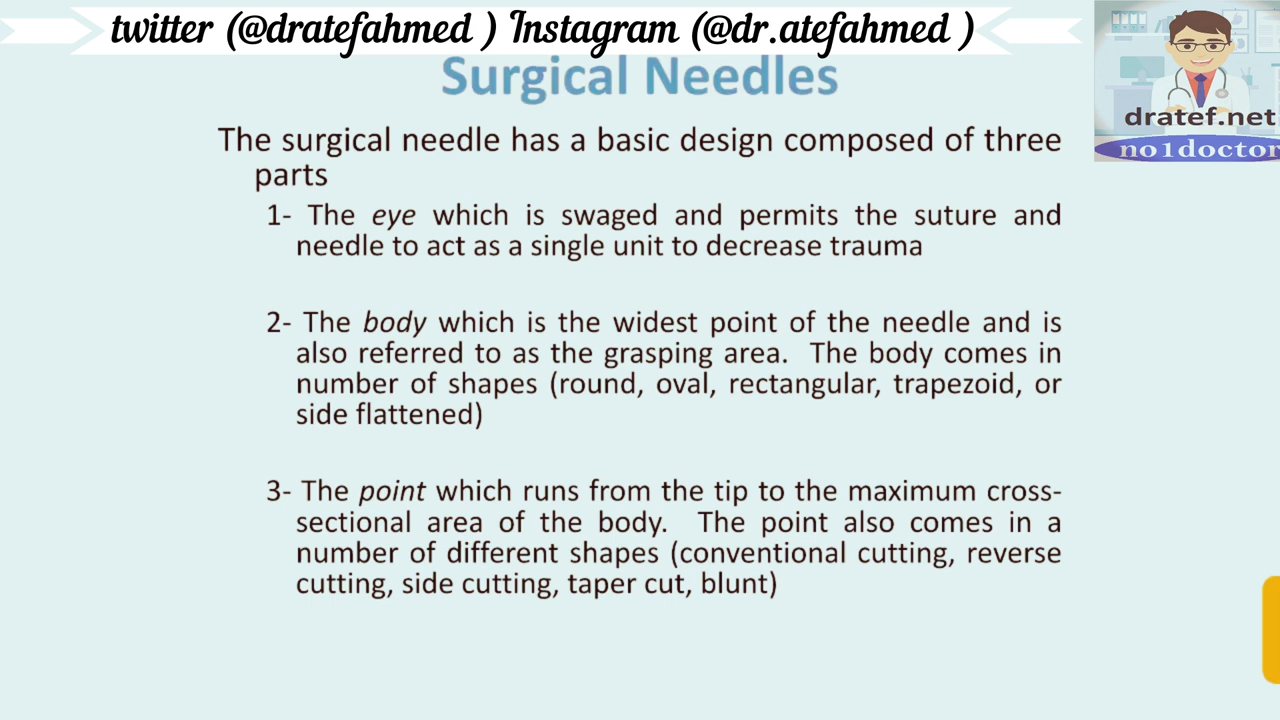 twitter (@dratefahmed ) Instagram (@dr.atefahmed )
Surgical Needles
dratef.net
no1doctor
The surgical needle has a basic design composed of three
parts
1- The eye which is swaged and permits the suture and
needle to act as a single unit to decrease trauma
2- The body which is the widest point of the needle and is
also referred to as the grasping area. The body comes in
number of shapes (round, oval, rectangular, trapezoid, or
side flattened)
3- The point which runs from the tip to the maximum cross-
sectional area of the body. The point also comes in a
number of different shapes (conventional cutting, reverse
cutting, side cutting, taper cut, blunt)